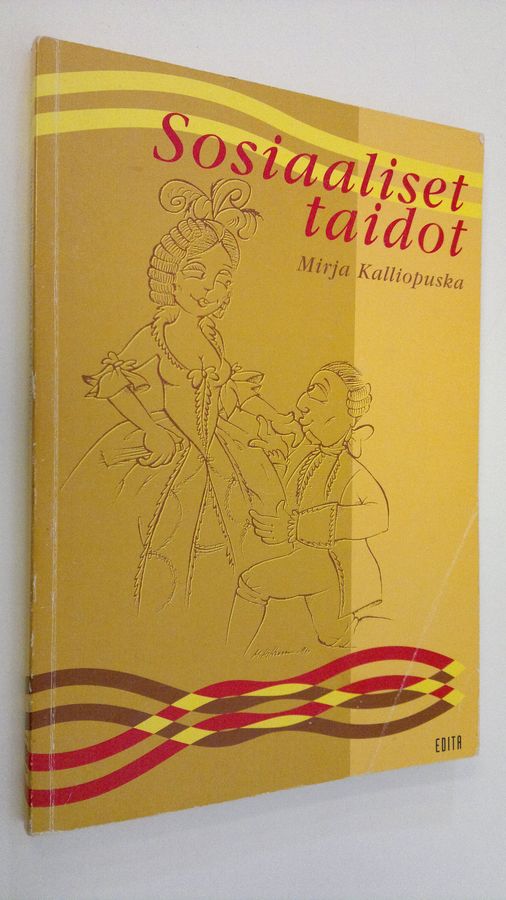 Sosiaaliset
taidot
Mirja Kalliopuska
EDITA